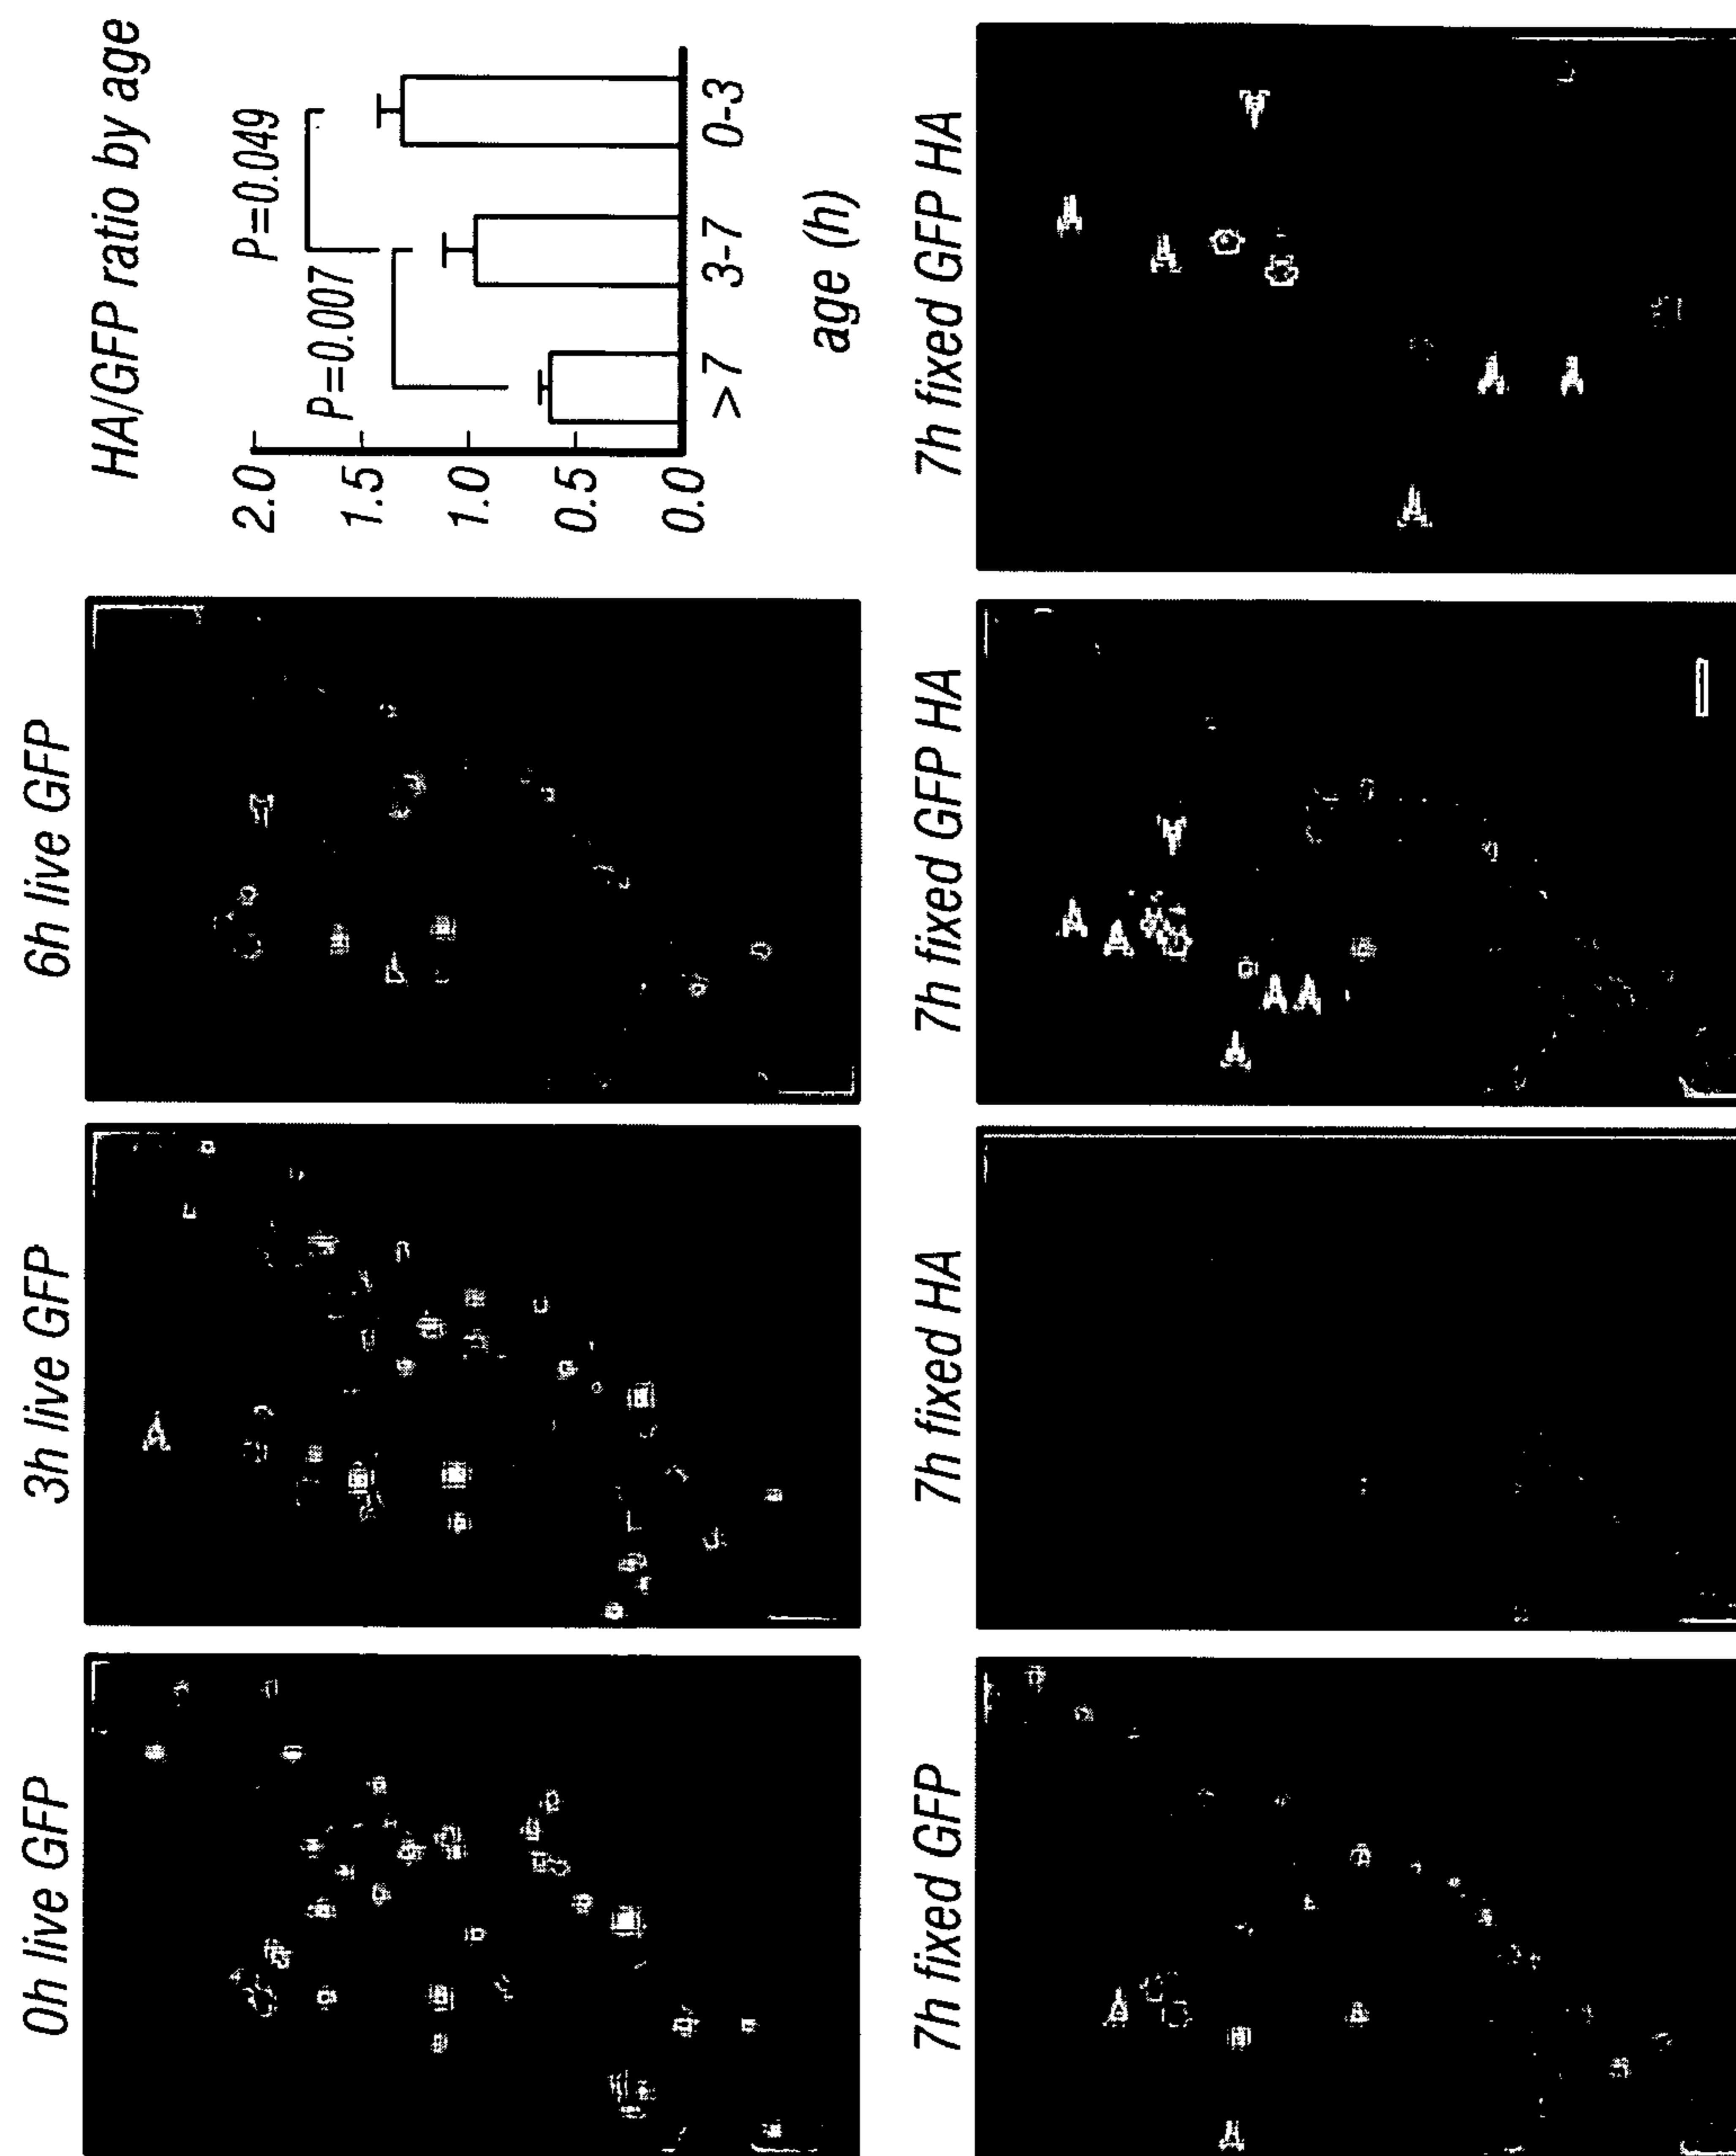 0h live GFP
3h live GFP
6h live GFP
HA/GFP ratio by age
P=0.049
P=0.007
2.0
1.5
1.0
0.5
0.0
>7
3-7
0-3
age (h)
7h fixed GFP
7h fixed HA
7h fixed GFP HA
7h fixed GFP HA